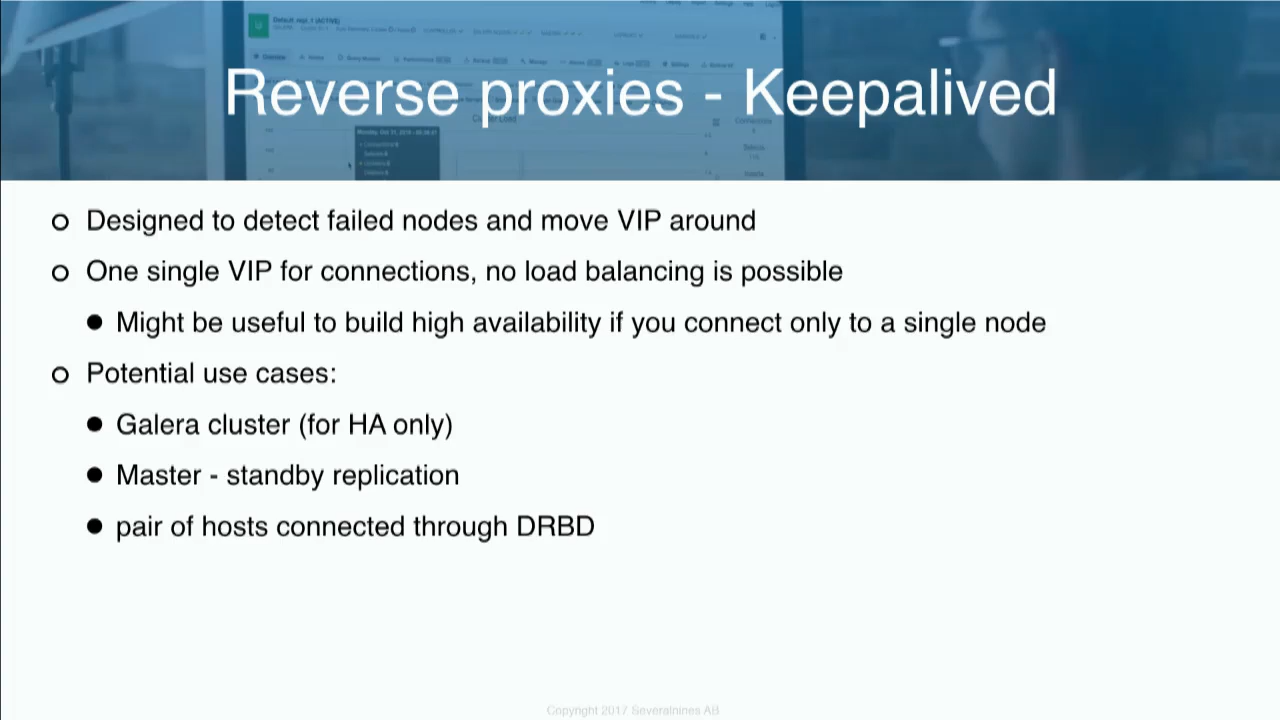 Reverse proxies - Keepalived
Designed to detect failed nodes and move VIP around
One single VIP for connections, no load balancing is possible
Might be useful to build high availability if you connect only to a single node
Potential use cases:
Galera cluster (for HA only)
Master - standby replication
pair of hosts connected through DRBD
Copyright 2017 Severalnines AB